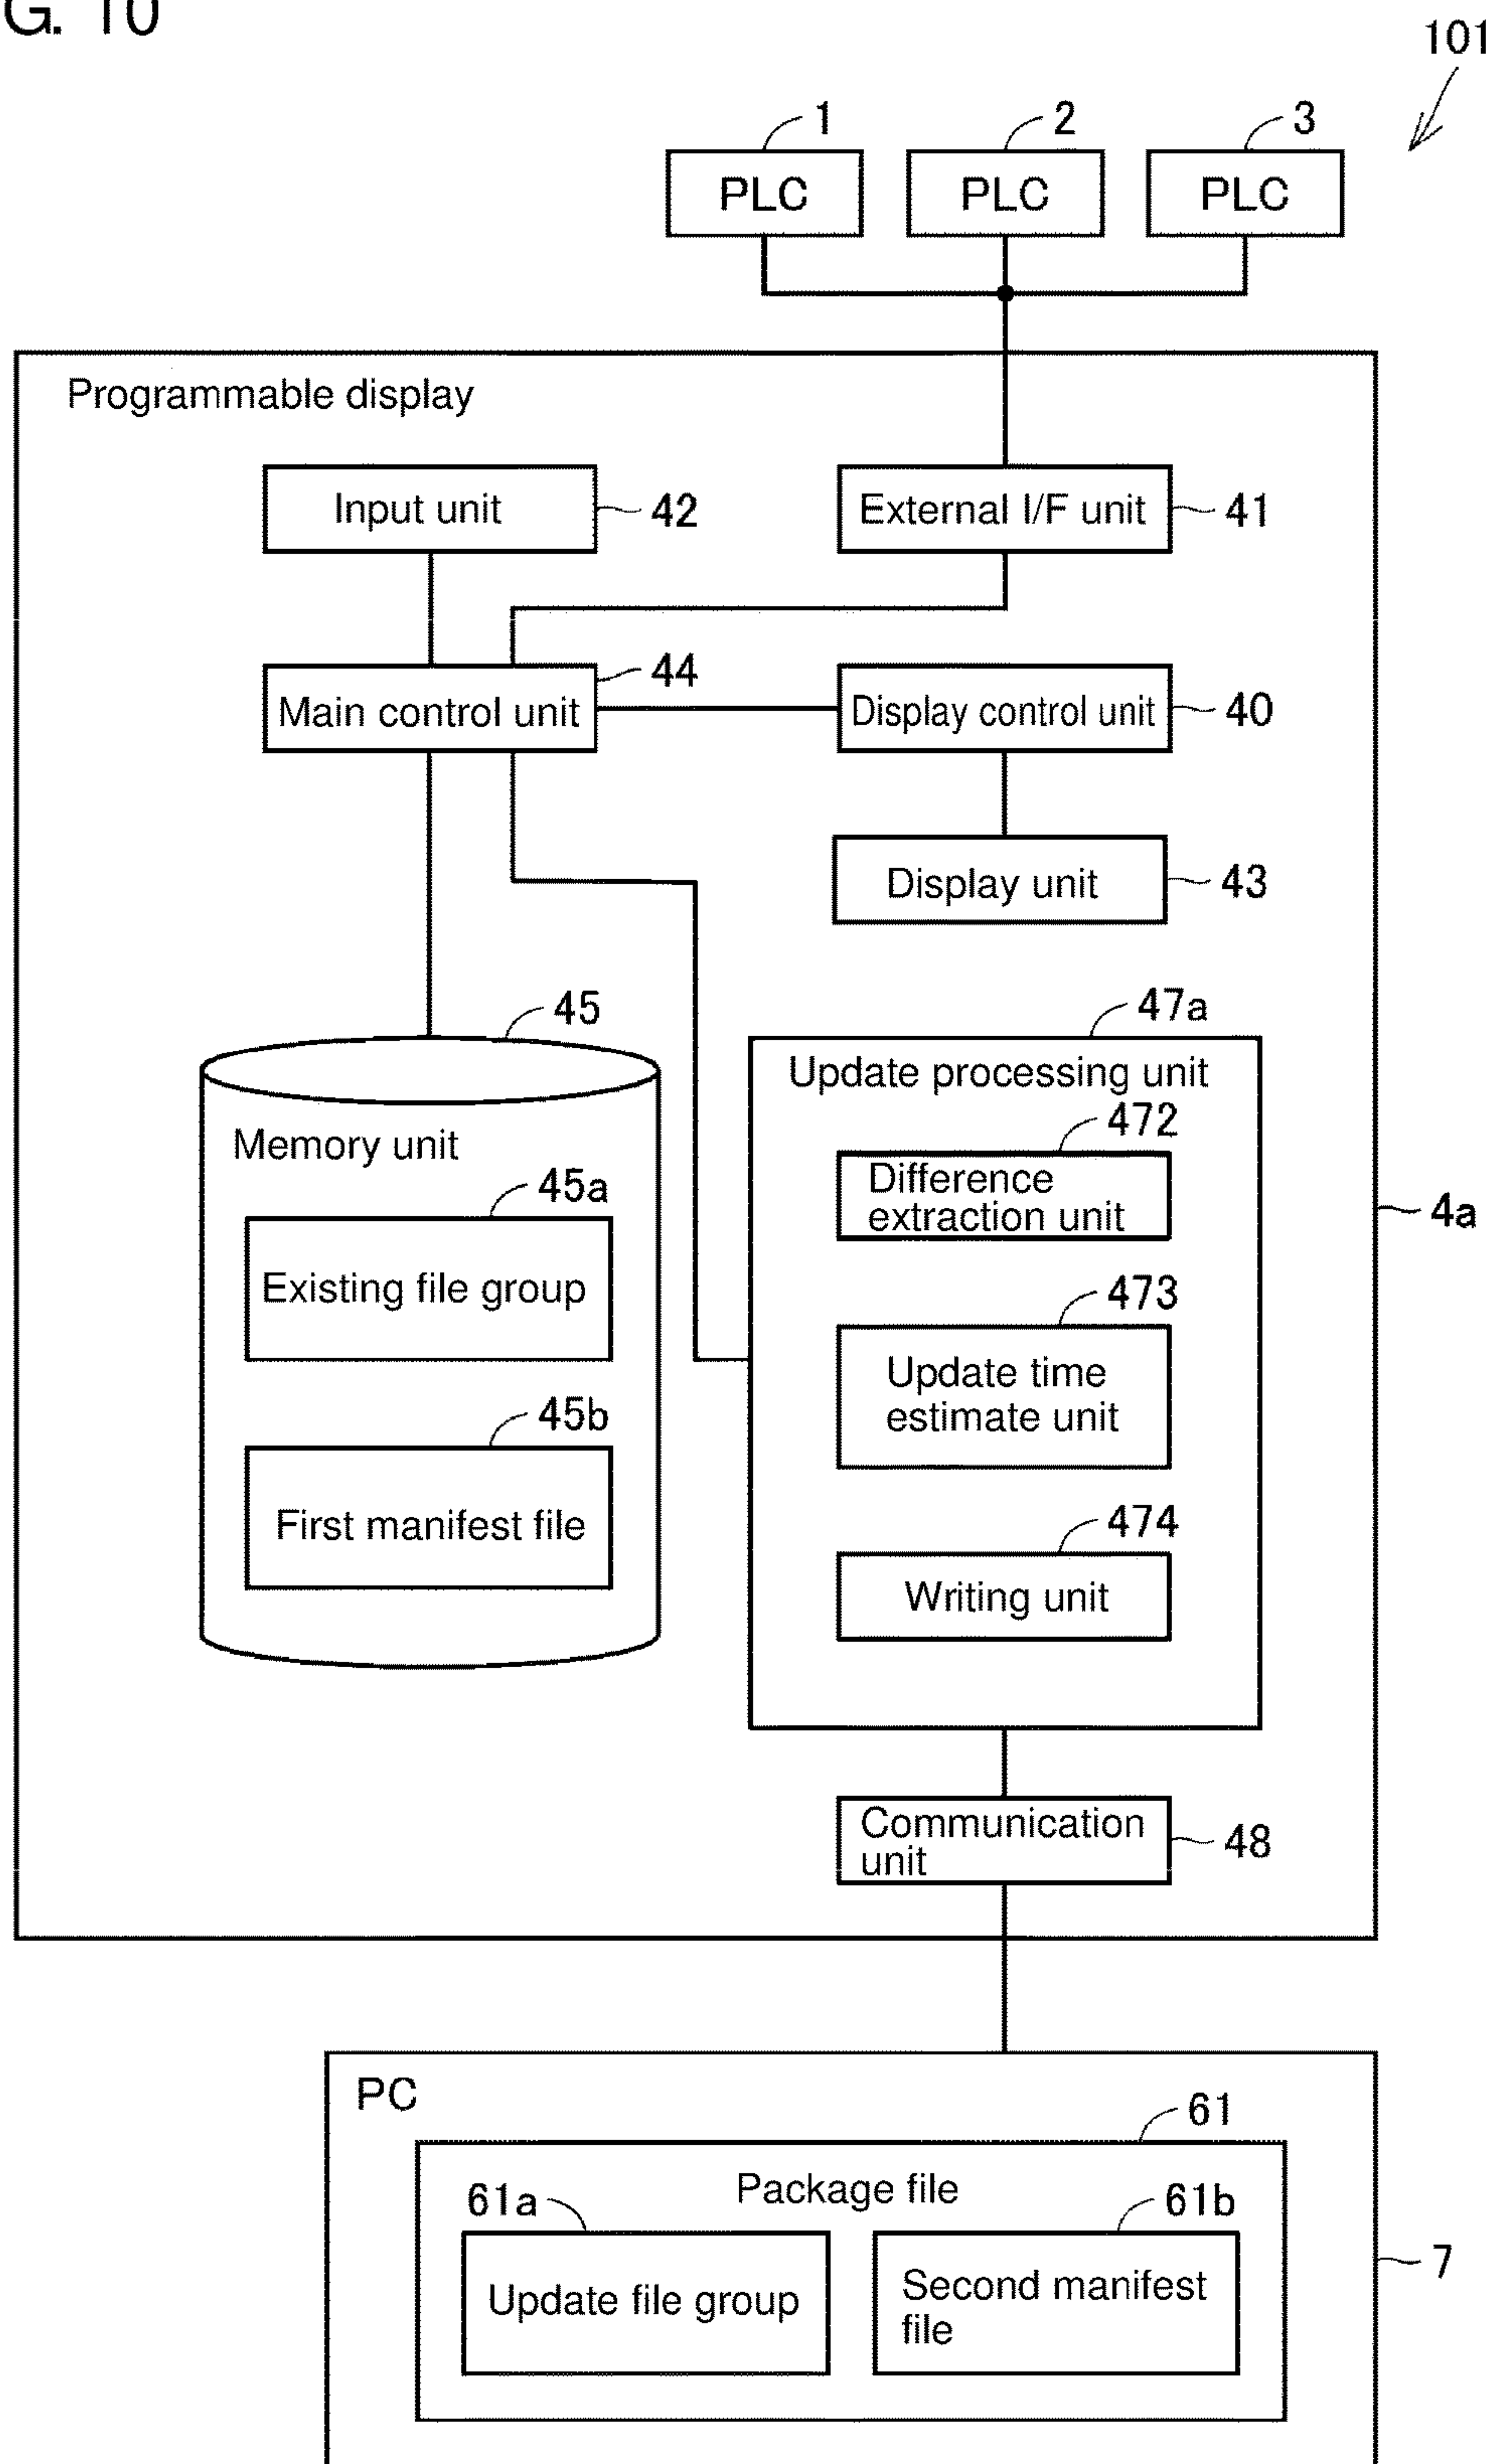 G. 10
101
1
2
3
PLC
PLC
PLC
Programmable display
Input unit
42
External I/F unit
41
44
Main control unit
Display control unit
40
Display unit
43
45
47a
Memory unit
Update processing unit
472
45a
Difference
extraction unit
4a
Existing file group
473
Update time
estimate unit
45b
First manifest file
474
Writing unit
Communication
unit
48
PC
61
Package file
61a
61b
Update file group
Second manifest
file
7